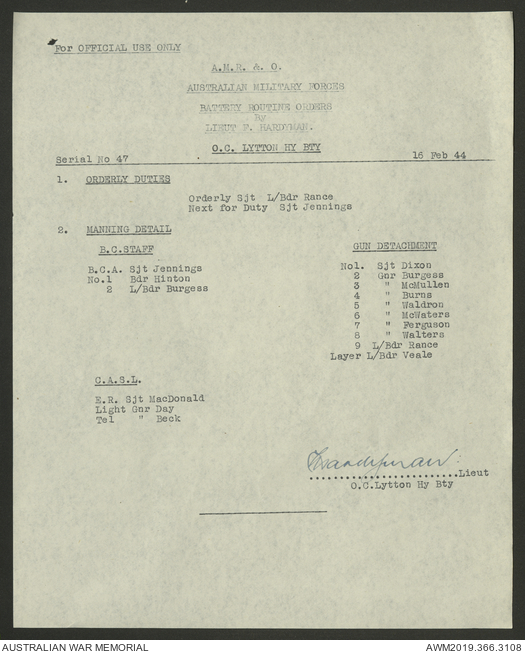 For OFFICIAL USE ONLY
A.M.R. & O.
AUSTRALIAN MILITARY FORCES
BATTERY ROUTINE ORDERS
BY
LIEUT F. HARDYMAN.
O.C. LYTTON HY BTY
Serial No 47 16 Feb 44
1. ORDERLY DUTIES
Orderly Sjt L/Bdr Rance
Next for Duty Sjt Jennings
2. MANNING DETAIL
B.C.STAFF
B.C.A. Sjt Jennings
No.1 Bdr Hinton
2 L/Bdr Burgess
GUN DETACHMENT
No1. Sjt Dixon
2 Gnr Burgess
3 " McMullen
4 " Burns
5 " Waldron
6 " McWaters
7 " Ferguson
8 " Walters
9 L/Bdr Rance
Layer L/Bdr Veale
C.A.S.L.
E.R. Sjt MacDonald
Light Gnr Day
Tel " Beck
FHardyman
........................Lieut
O.C.Lytton Hy Bty
AUSTRALIAN WAR MEMORIAL AWM2019.366.3108